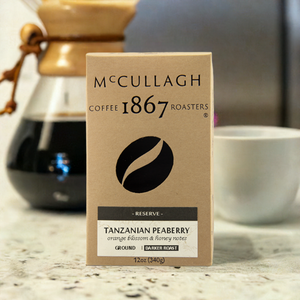 McCULLAGH
COFFEE 1867 ROASTERS
®
- RESERVE -
TANZANIAN PEABERRY
orange blossom & honey notes
GROUND DARKER ROAST
12oz (340g)